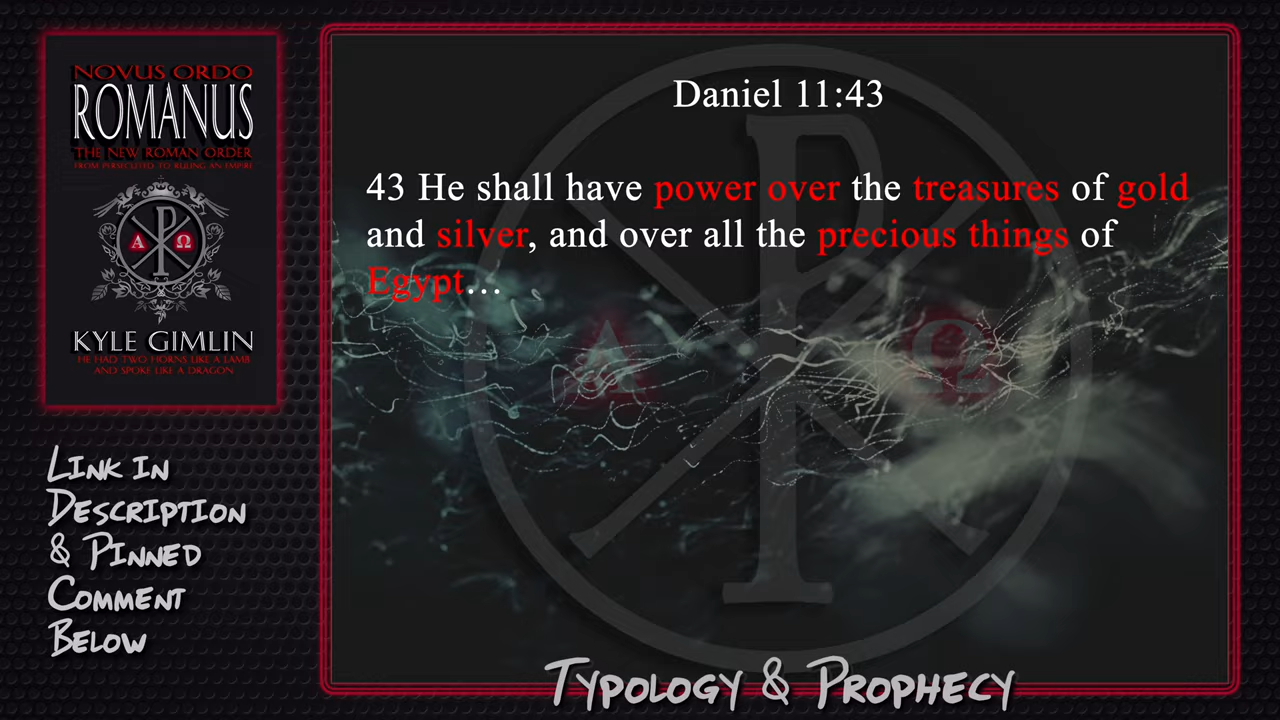 NOVUS ORDO
ROMANUS
THE NEW ROMAN ORDER
FROM PERSECUTED TO RULING AN EMPIRE
Α Ω
KYLE GIMLIN
HE HAD TWO HORNS LIKE A LAMB
AND SPOKE LIKE A DRAGON
Link in
Description
& Pinned
Comment
Below
Daniel 11:43
43 He shall have power over the treasures of gold
and silver, and over all the precious things of
Egypt…
Α Ω
Typology & Prophecy